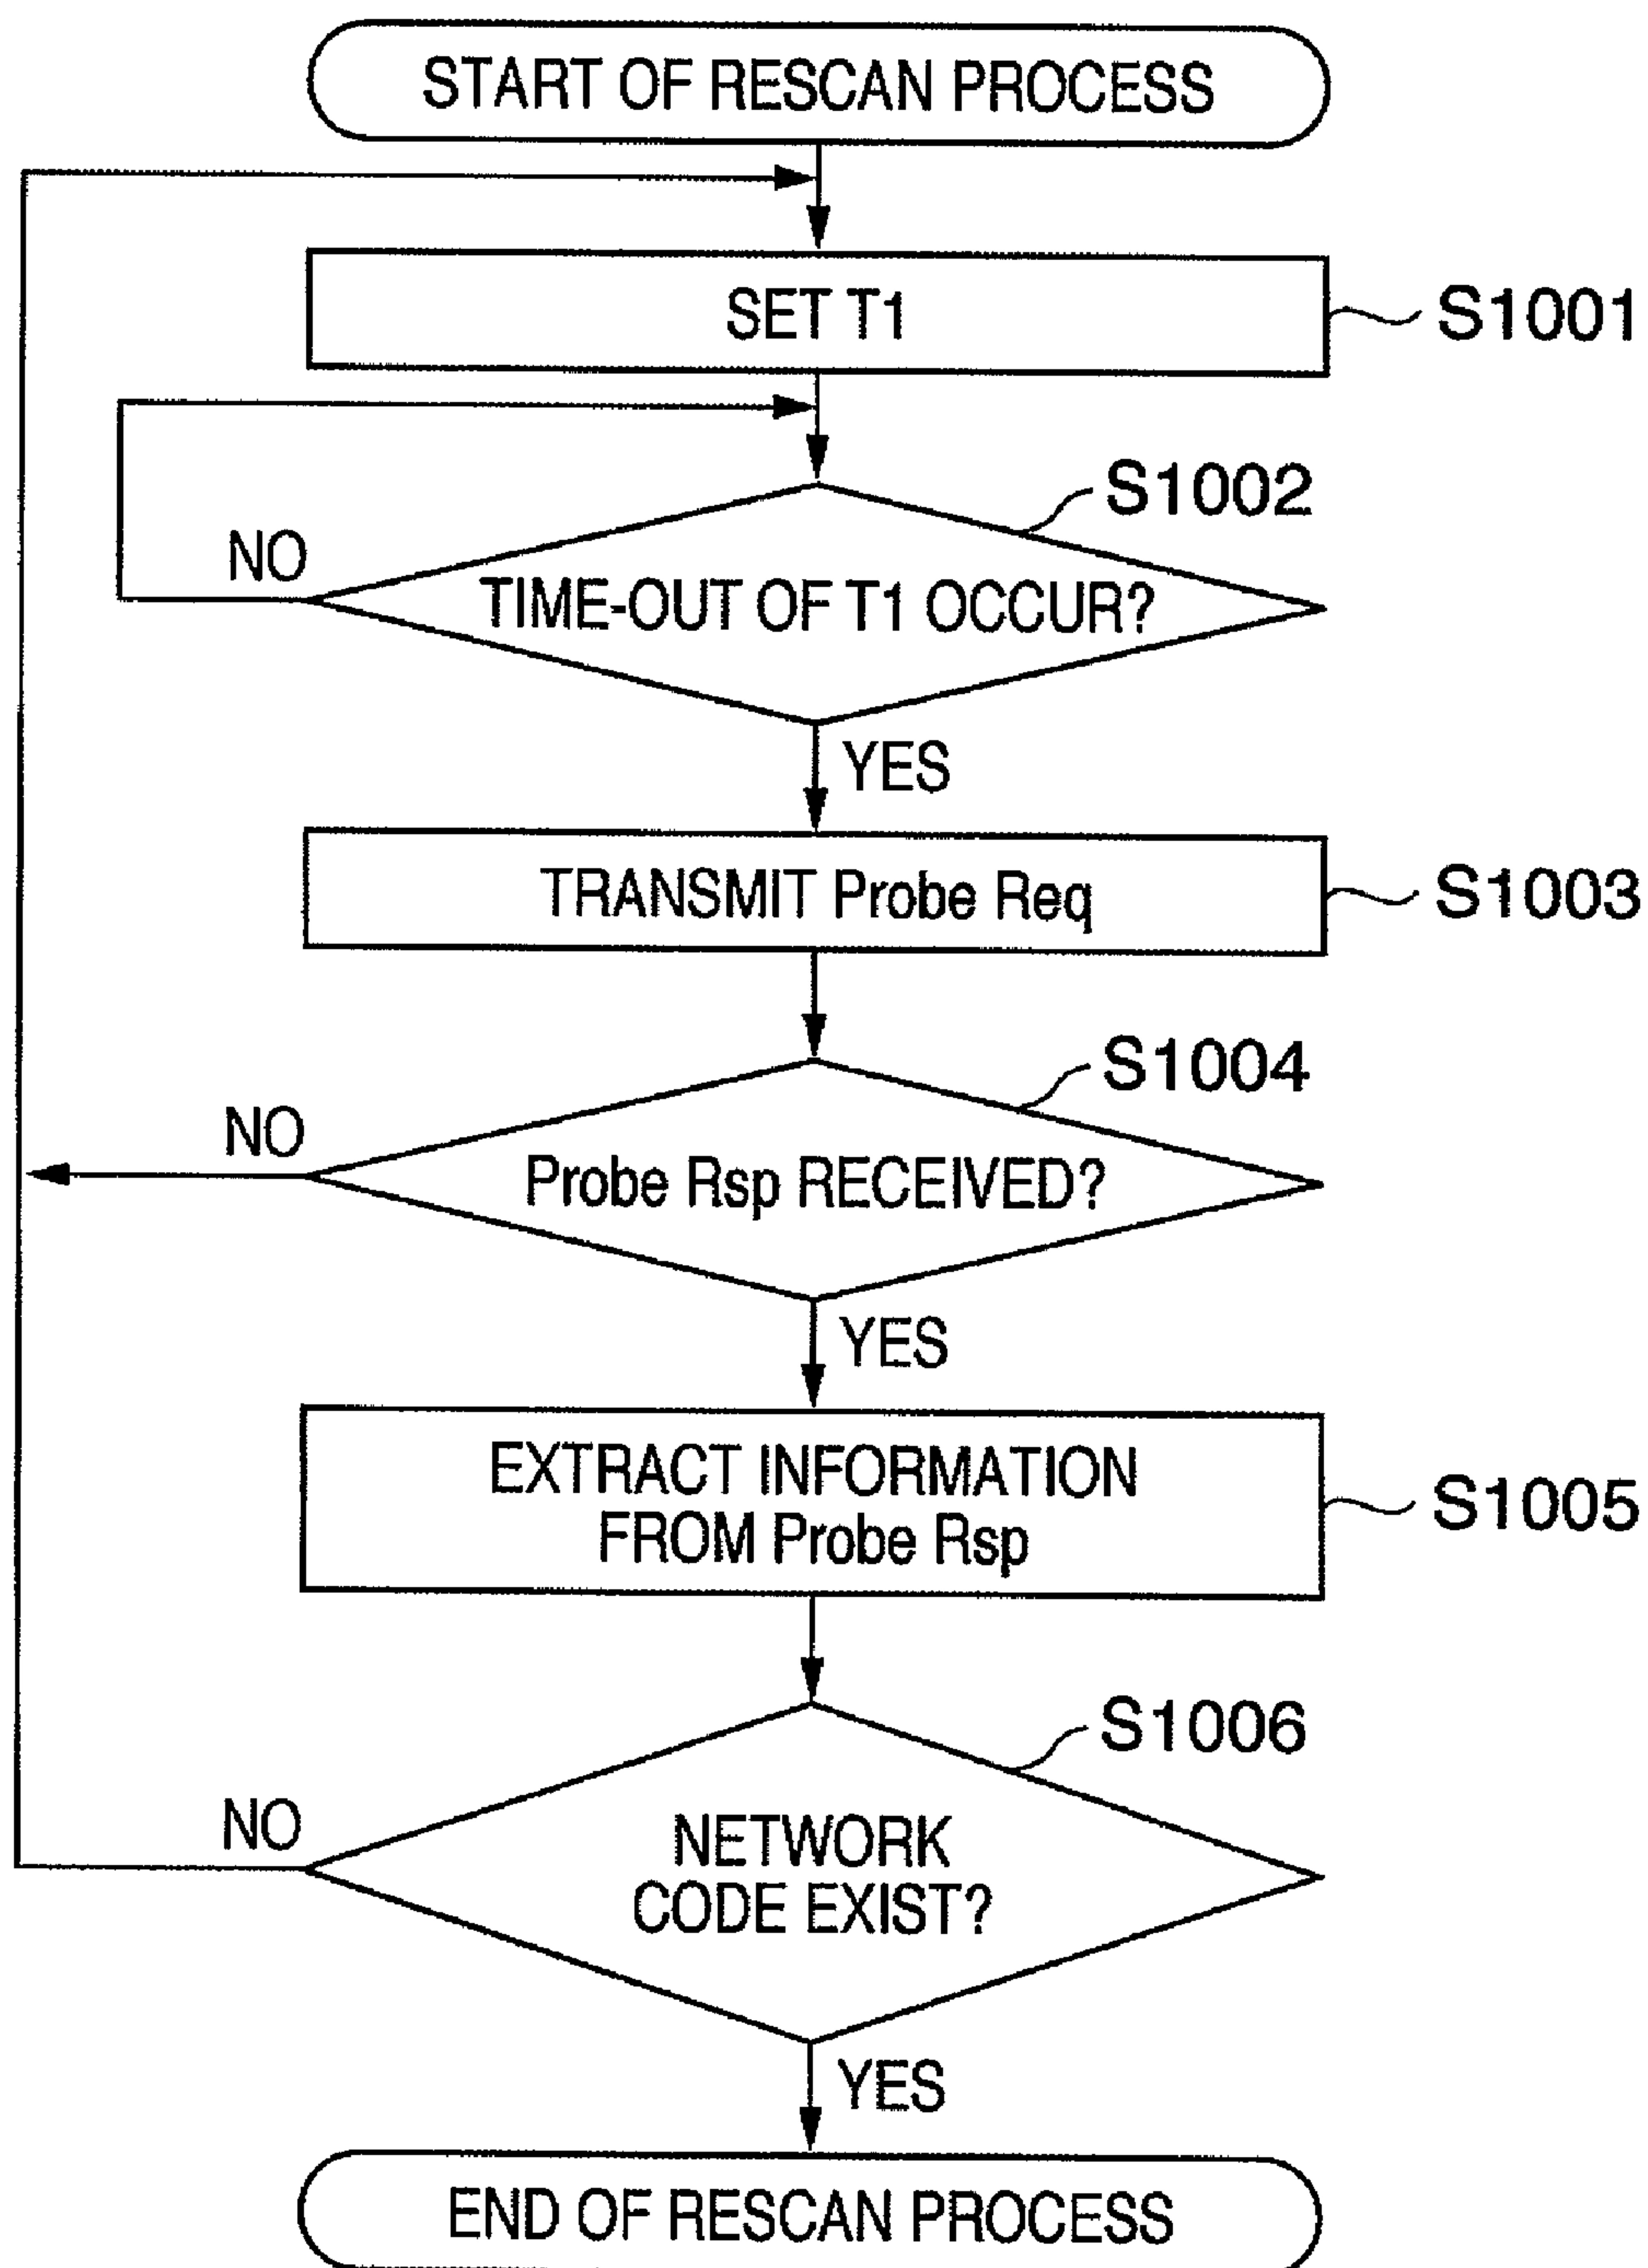 START OF RESCAN PROCESS
SET T1
S1001
S1002
NO
TIME-OUT OF T1 OCCUR?
YES
TRANSMIT Probe Req
S1003
S1004
NO
Probe Rsp RECEIVED?
YES
EXTRACT INFORMATION
FROM Probe Rsp
S1005
S1006
NO
NETWORK
CODE EXIST?
YES
END OF RESCAN PROCESS